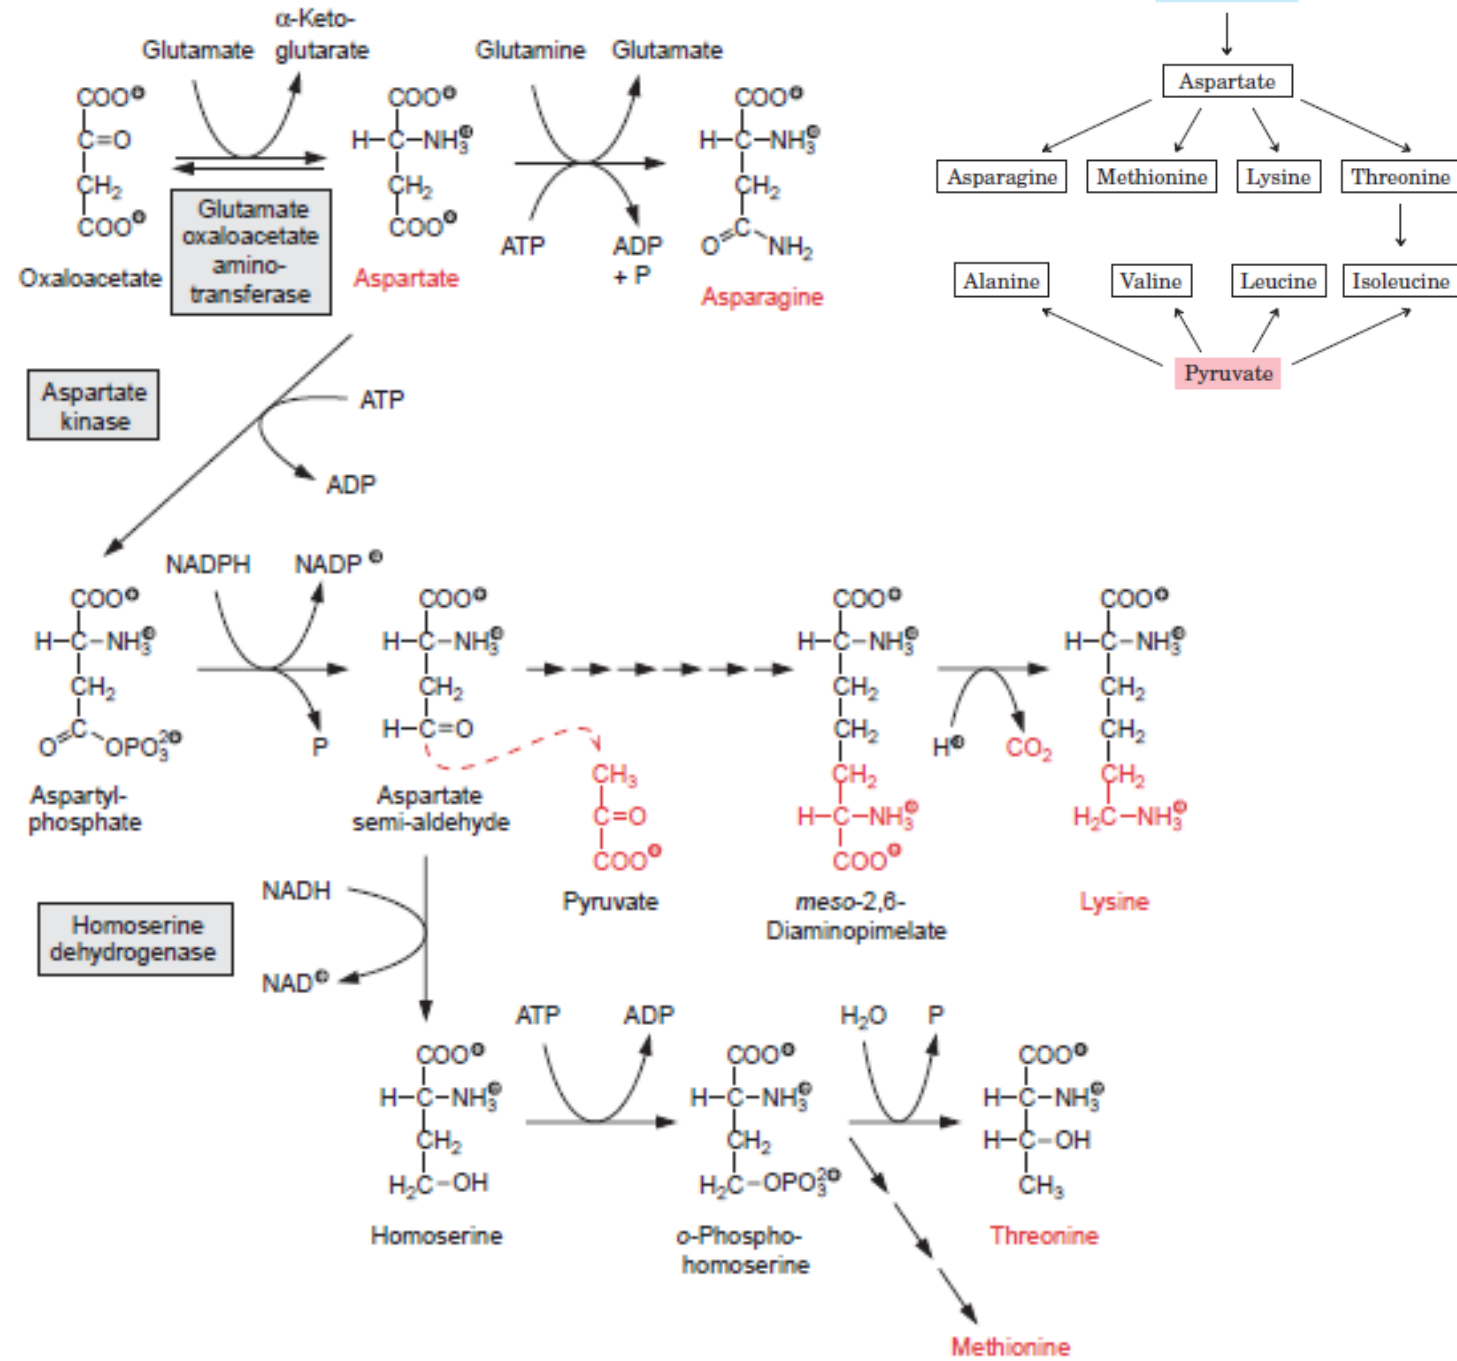 α-Keto-
Glutamate glutarate
COO⊖
C=O
CH₂
COO⊖
Oxaloacetate
Glutamate
oxaloacetate
amino-
transferase
COO⊖
H–C–NH₃⊕
CH₂
COO⊖
Aspartate
Glutamine Glutamate
ATP ADP
+ P
COO⊖
H–C–NH₃⊕
CH₂
O=C–NH₂
Asparagine
Aspartate
Asparagine Methionine Lysine Threonine
Alanine Valine Leucine Isoleucine
Pyruvate
Aspartate
kinase
ATP
ADP
COO⊖
H–C–NH₃⊕
CH₂
O=C–OPO₃²⊖
Aspartyl-
phosphate
NADPH NADP⊕
P
COO⊖
H–C–NH₃⊕
CH₂
H–C=O
Aspartate
semi-aldehyde
CH₃
C=O
COO⊖
Pyruvate
COO⊖
H–C–NH₃⊕
CH₂
CH₂
CH₂
H–C–NH₃⊕
COO⊖
meso-2,6-
Diaminopimelate
H⊕ CO₂
COO⊖
H–C–NH₃⊕
CH₂
CH₂
CH₂
H₂C–NH₃⊕
Lysine
Homoserine
dehydrogenase
NADH
NAD⊕
COO⊖
H–C–NH₃⊕
CH₂
H₂C–OH
Homoserine
ATP ADP
COO⊖
H–C–NH₃⊕
CH₂
H₂C–OPO₃²⊖
o-Phospho-
homoserine
H₂O P
COO⊖
H–C–NH₃⊕
H–C–OH
CH₃
Threonine
Methionine